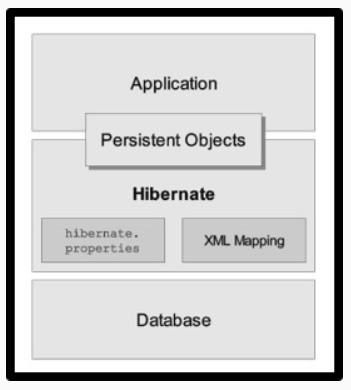 Application
Persistent Objects
Hibernate
hibernate.
properties
XML Mapping
Database